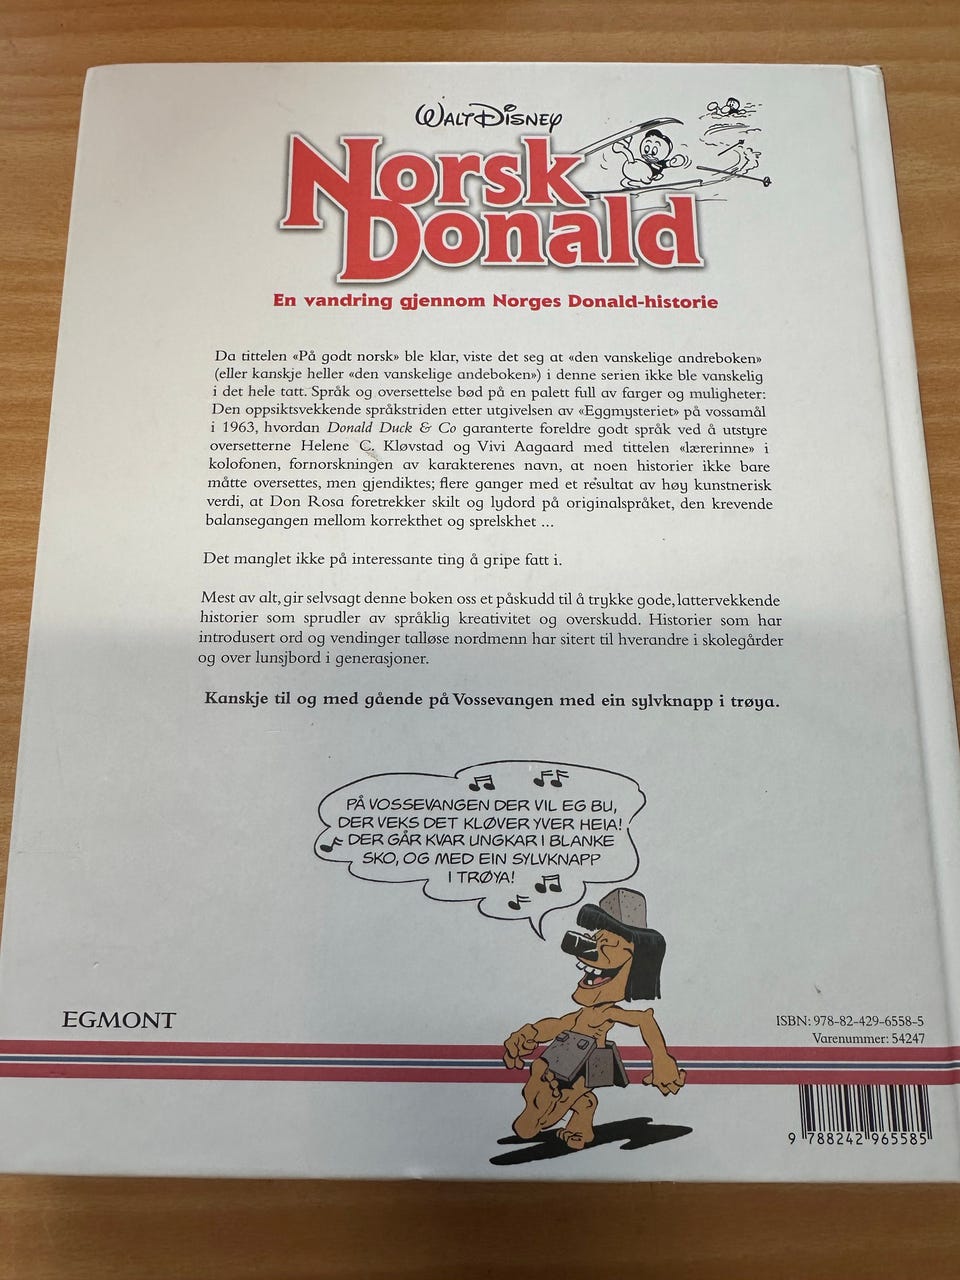 Walt Disney
Norsk
Donald
En vandring gjennom Norges Donald-historie
Da tittelen «På godt norsk» ble klar, viste det seg at «den vanskelige andreboken»
(eller kanskje heller «den vanskelige andeboken») i denne serien ikke ble vanskelig
i det hele tatt. Språk og oversettelse bød på en palett full av farger og muligheter:
Den oppsiktsvekkende språkstriden etter utgivelsen av «Eggmysteriet» på vossamål
i 1963, hvordan Donald Duck & Co garanterte foreldre godt språk ved å utstyre
oversetterne Helene C. Kløvstad og Vivi Aagaard med tittelen «lærerinne» i
kolofonen, fornorskningen av karakterenes navn, at noen historier ikke bare
måtte oversettes, men gjendiktes; flere ganger med et resultat av høy kunstnerisk
verdi, at Don Rosa foretrekker skilt og lydord på originalspråket, den krevende
balansegangen mellom korrekthet og sprelskhet ...
Det manglet ikke på interessante ting å gripe fatt i.
Mest av alt, gir selvsagt denne boken oss et påskudd til å trykke gode, lattervekkende
historier som sprudler av språklig kreativitet og overskudd. Historier som har
introdusert ord og vendinger talløse nordmenn har sitert til hverandre i skolegårder
og over lunsjbord i generasjoner.
Kanskje til og med gående på Vossevangen med ein sylvknapp i trøya.
PÅ VOSSEVANGEN DER VIL EG BU,
DER VEKS DET KLØVER YVER HEIA!
DER GÅR KVAR UNGKAR I BLANKE
SKO, OG MED EIN SYLVKNAPP
I TRØYA!
EGMONT
ISBN: 978-82-429-6558-5
Varenummer: 54247
9 788242 965585